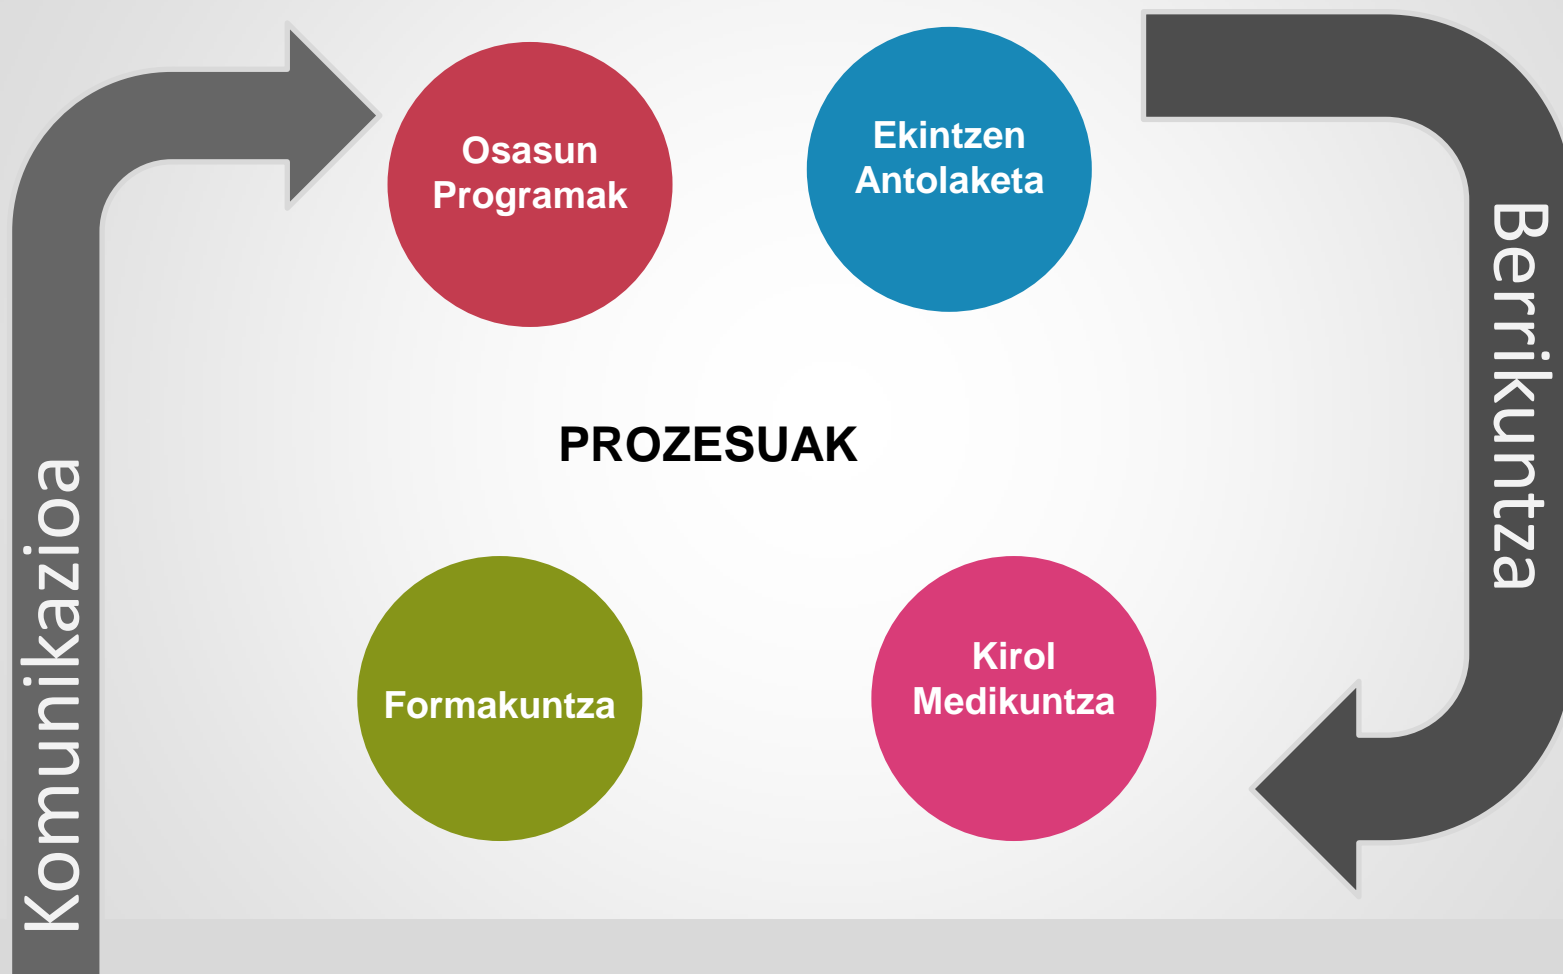 Osasun
Programak
Ekintzen
Antolaketa
PROZESUAK
Formakuntza
Kirol
Medikuntza
Komunikazioa
Berrikuntza